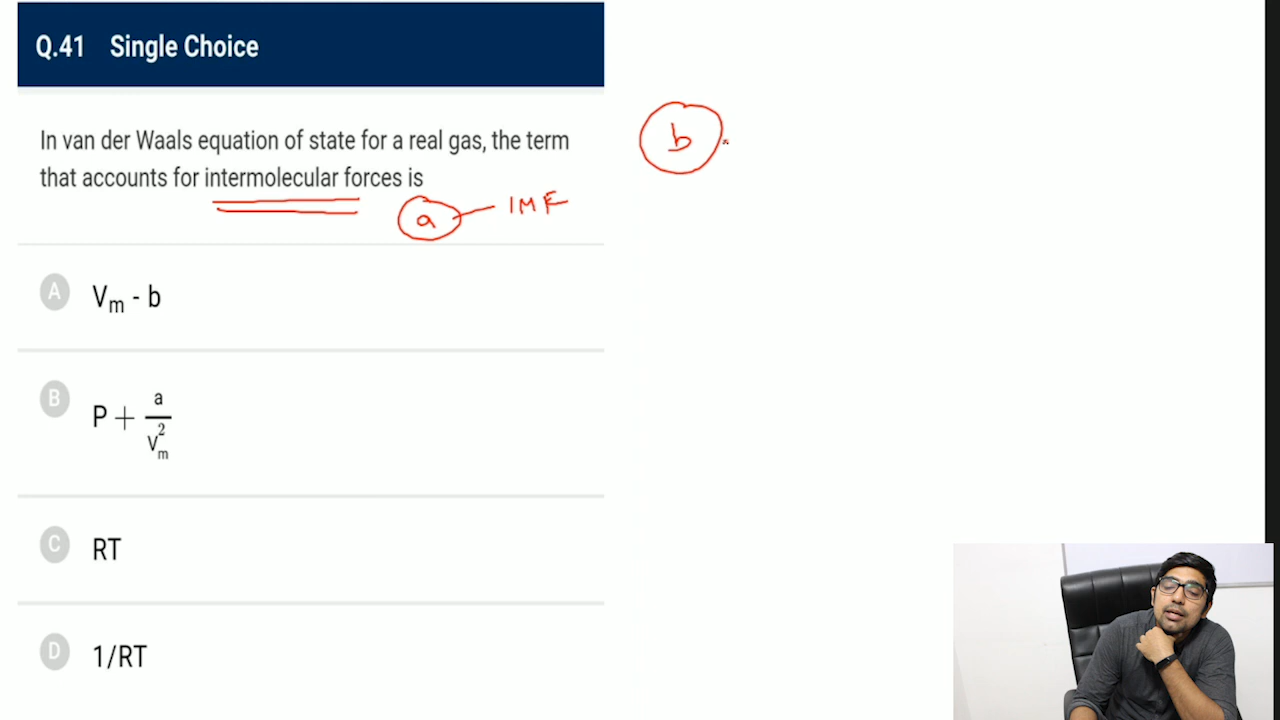 Q.41 Single Choice
In van der Waals equation of state for a real gas, the term
that accounts for intermolecular forces is
a — IMF
b
A Vm - b
B P + a/Vm²
C RT
D 1/RT